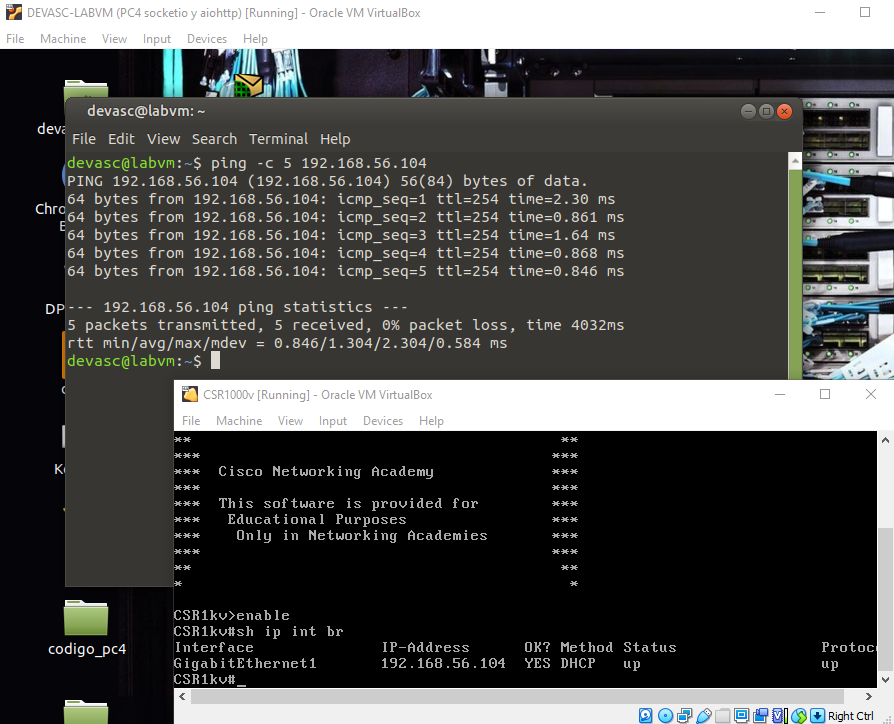 DEVASC-LABVM (PC4 socketio y aiohttp) [Running] - Oracle VM VirtualBox
File Machine View Input Devices Help
devasc@labvm: ~
File Edit View Search Terminal Help
devasc@labvm:~$ ping -c 5 192.168.56.104
PING 192.168.56.104 (192.168.56.104) 56(84) bytes of data.
64 bytes from 192.168.56.104: icmp_seq=1 ttl=254 time=2.30 ms
64 bytes from 192.168.56.104: icmp_seq=2 ttl=254 time=0.861 ms
64 bytes from 192.168.56.104: icmp_seq=3 ttl=254 time=1.64 ms
64 bytes from 192.168.56.104: icmp_seq=4 ttl=254 time=0.868 ms
64 bytes from 192.168.56.104: icmp_seq=5 ttl=254 time=0.846 ms
--- 192.168.56.104 ping statistics ---
5 packets transmitted, 5 received, 0% packet loss, time 4032ms
rtt min/avg/max/mdev = 0.846/1.304/2.304/0.584 ms
devasc@labvm:~$
CSR1000v [Running] - Oracle VM VirtualBox
File Machine View Input Devices Help
** **
*** ***
*** Cisco Networking Academy ***
*** ***
*** This software is provided for ***
*** Educational Purposes ***
*** Only in Networking Academies ***
*** ***
** **
* *
CSR1kv>enable
CSR1kv#sh ip int br
Interface IP-Address OK? Method Status Protoc
GigabitEthernet1 192.168.56.104 YES DHCP up up
CSR1kv#_
deva
Chro
E
DP
Ko
codigo_pc4
Right Ctrl